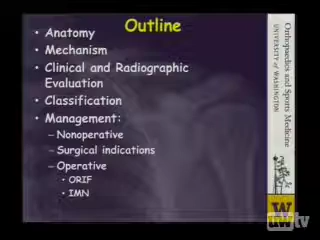 Outline
• Anatomy
• Mechanism
• Clinical and Radiographic
Evaluation
• Classification
• Management:
– Nonoperative
– Surgical indications
– Operative
• ORIF
• IMN
Orthopaedics and Sports Medicine
UNIVERSITY OF
WASHINGTON
uwtv